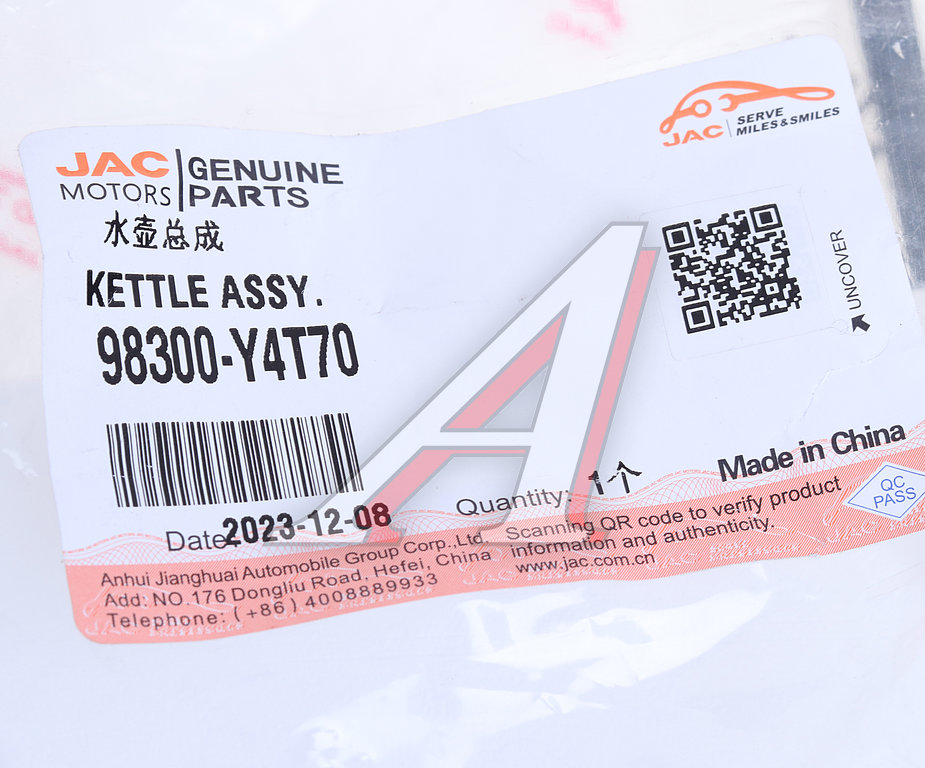 JAC
MOTORS
GENUINE
PARTS
SERVE
MILES&SMILES
JAC
水壶总成
KETTLE ASSY.
98300-Y4T70
UNCOVER
Made in China
QC
PASS
Quantity: 1个
Date: 2023-12-08
Scanning QR code to verify product
information and authenticity.
www.jac.com.cn
Anhui Jianghuai Automobile Group Corp.,Ltd
Add: NO.176 Dongliu Road, Hefei, China
Telephone: (+86) 4008889933